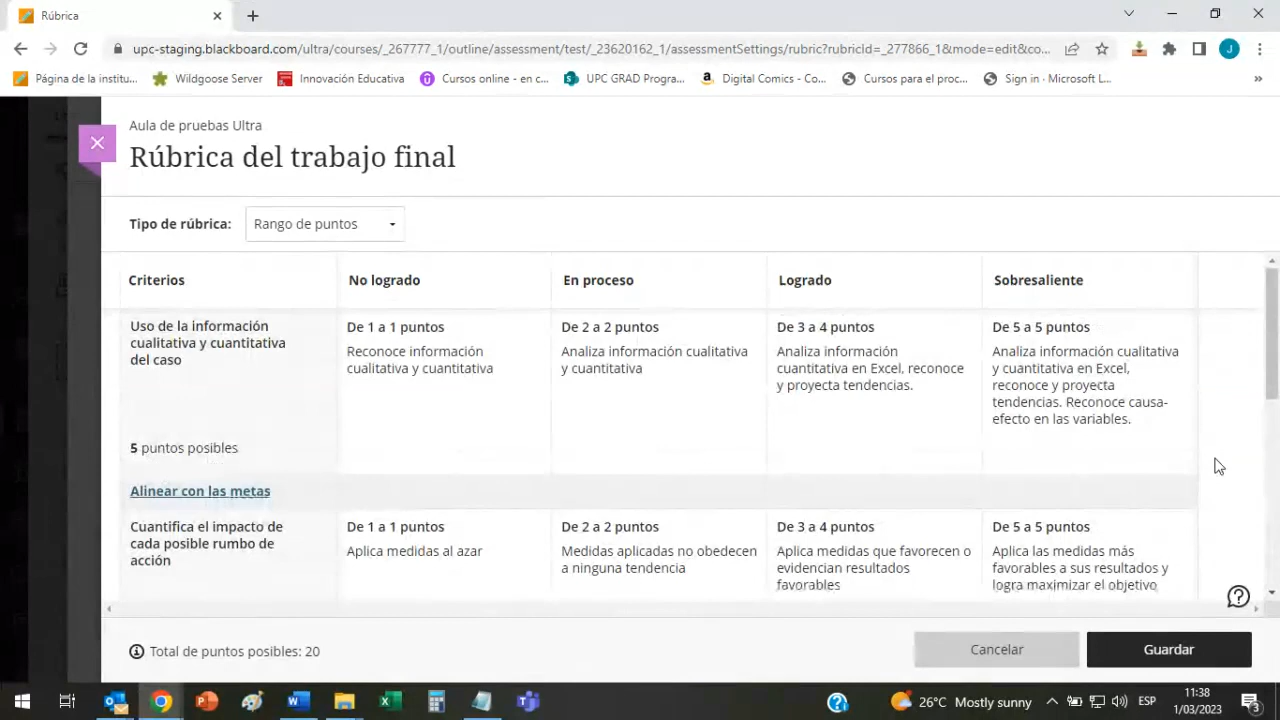 Rúbrica
upc-staging.blackboard.com/ultra/courses/_267777_1/outline/assessment/test/_23620162_1/assessmentSettings/rubric?rubricId=_277866_1&mode=edit&co...
J
Página de la institu...
Wildgoose Server
Innovación Educativa
Cursos online - en c...
UPC GRAD Progra...
Digital Comics - Co...
Cursos para el proc...
Sign in · Microsoft L...
»
Aula de pruebas Ultra
Rúbrica del trabajo final
Tipo de rúbrica: Rango de puntos
Criterios
No logrado
En proceso
Logrado
Sobresaliente
Uso de la información
cualitativa y cuantitativa
del caso
5 puntos posibles
De 1 a 1 puntos
Reconoce información
cualitativa y cuantitativa
De 2 a 2 puntos
Analiza información cualitativa
y cuantitativa
De 3 a 4 puntos
Analiza información
cuantitativa en Excel, reconoce
y proyecta tendencias.
De 5 a 5 puntos
Analiza información cualitativa
y cuantitativa en Excel,
reconoce y proyecta
tendencias. Reconoce causa-
efecto en las variables.
Alinear con las metas
Cuantifica el impacto de
cada posible rumbo de
acción
De 1 a 1 puntos
Aplica medidas al azar
De 2 a 2 puntos
Medidas aplicadas no obedecen
a ninguna tendencia
De 3 a 4 puntos
Aplica medidas que favorecen o
evidencian resultados
favorables
De 5 a 5 puntos
Aplica las medidas más
favorables a sus resultados y
logra maximizar el objetivo
Total de puntos posibles: 20
Cancelar
Guardar
26°C Mostly sunny
ESP
11:38
1/03/2023
3